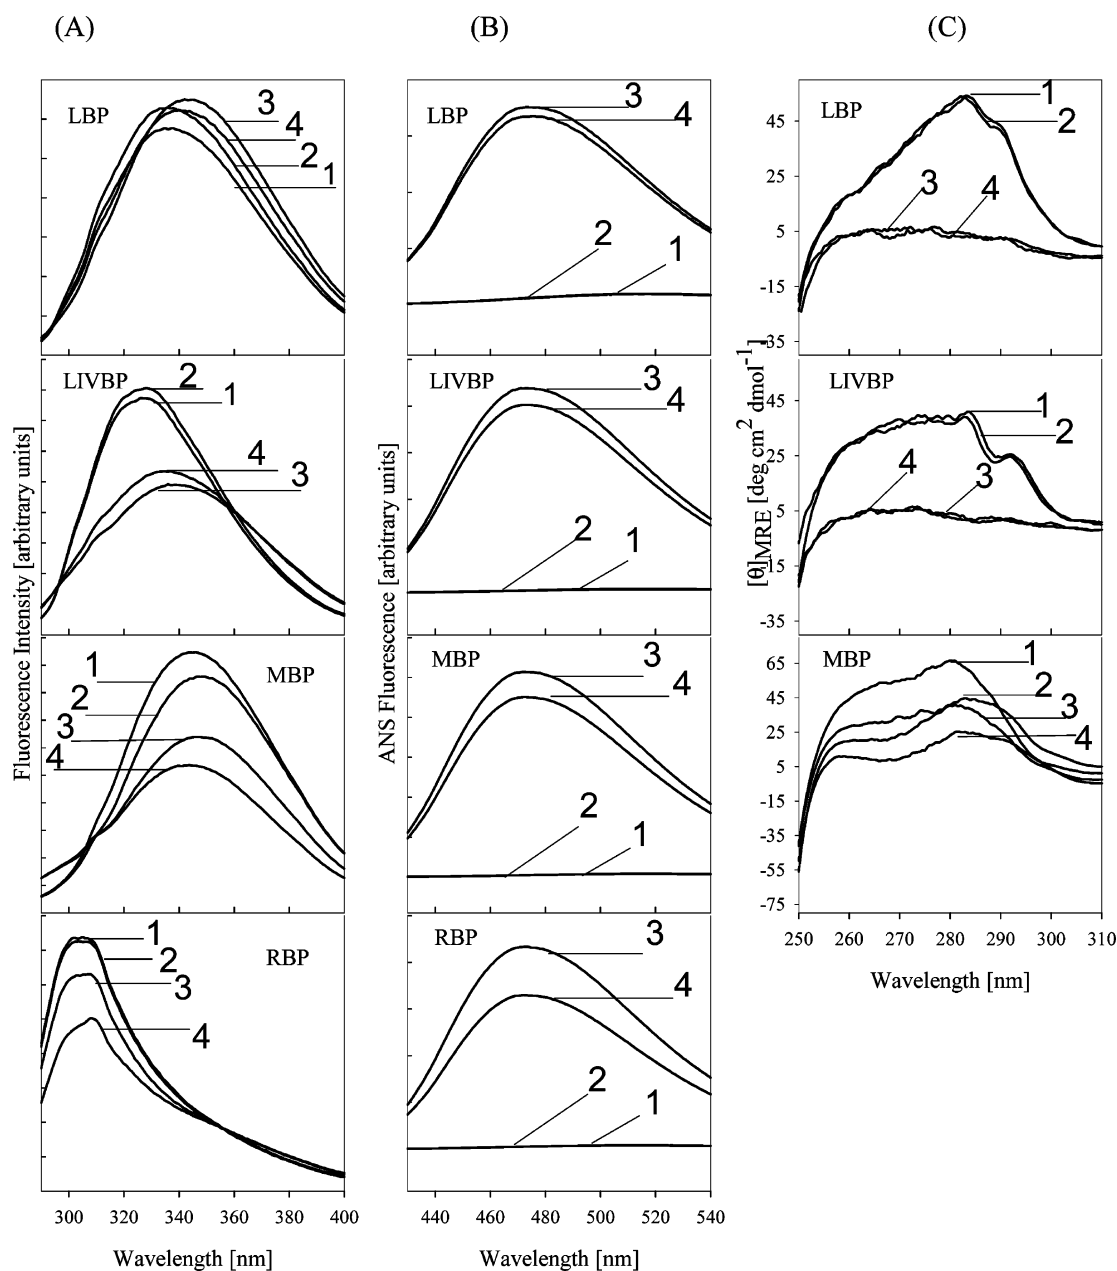 (A)
(B)
(C)
LBP
3
4
2
1
LBP
3
4
2
1
LBP
1
2
3
4
45
25
5
-15
-35
LIVBP
2
1
4
3
LIVBP
3
4
2
1
LIVBP
1
2
4
3
45
25
5
-15
-35
MBP
1
2
3
4
MBP
3
4
2
1
MBP
1
2
3
4
65
45
25
5
-15
-35
-55
-75
250 260 270 280 290 300 310
Wavelength [nm]
RBP
1
2
3
4
RBP
3
4
2
1
300 320 340 360 380 400
Wavelength [nm]
440 460 480 500 520 540
Wavelength [nm]
Fluorescence Intensity [arbitrary units]
ANS Fluorescence [arbitrary units]
[θ]MRE [deg cm2 dmol-1]